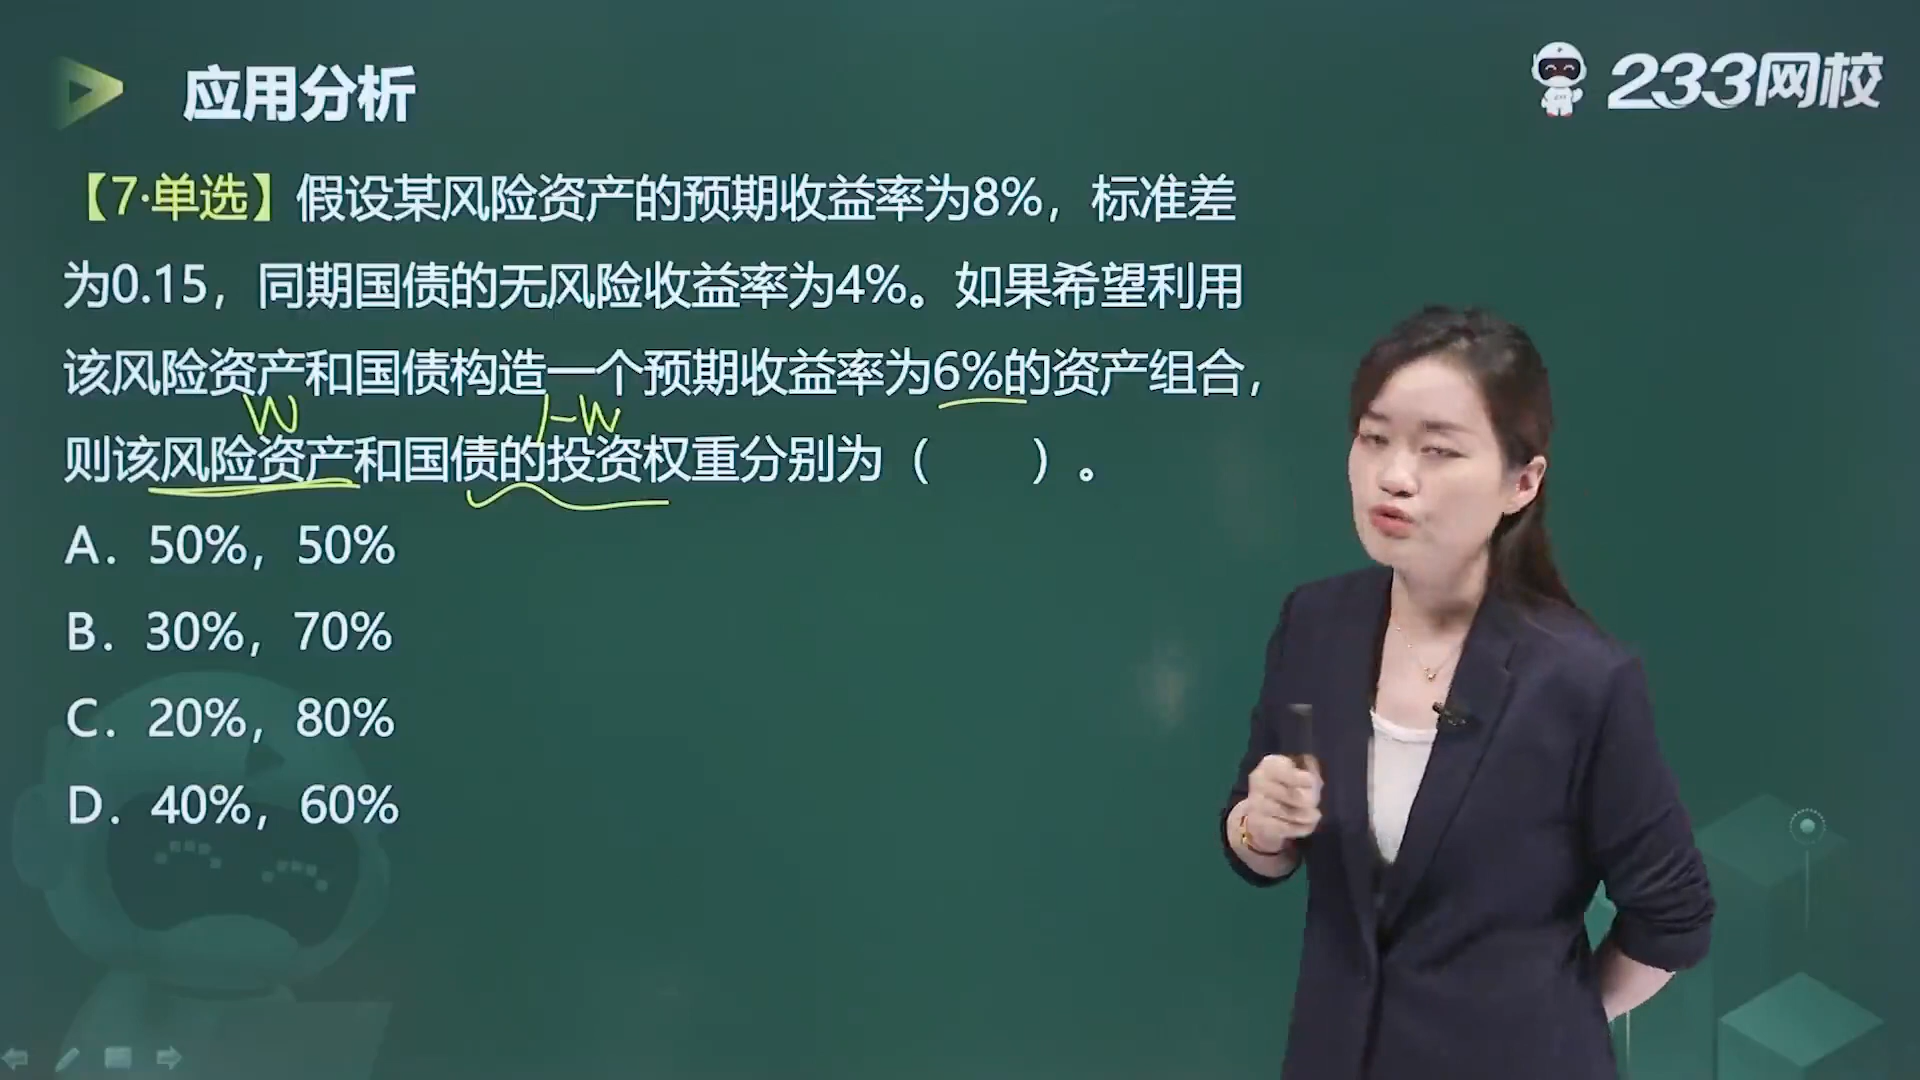 应用分析
233网校
【7·单选】假设某风险资产的预期收益率为8%，标准差
为0.15，同期国债的无风险收益率为4%。如果希望利用
该风险资产和国债构造一个预期收益率为6%的资产组合，
W 1-W
则该风险资产和国债的投资权重分别为（　　）。
A. 50%，50%
B. 30%，70%
C. 20%，80%
D. 40%，60%